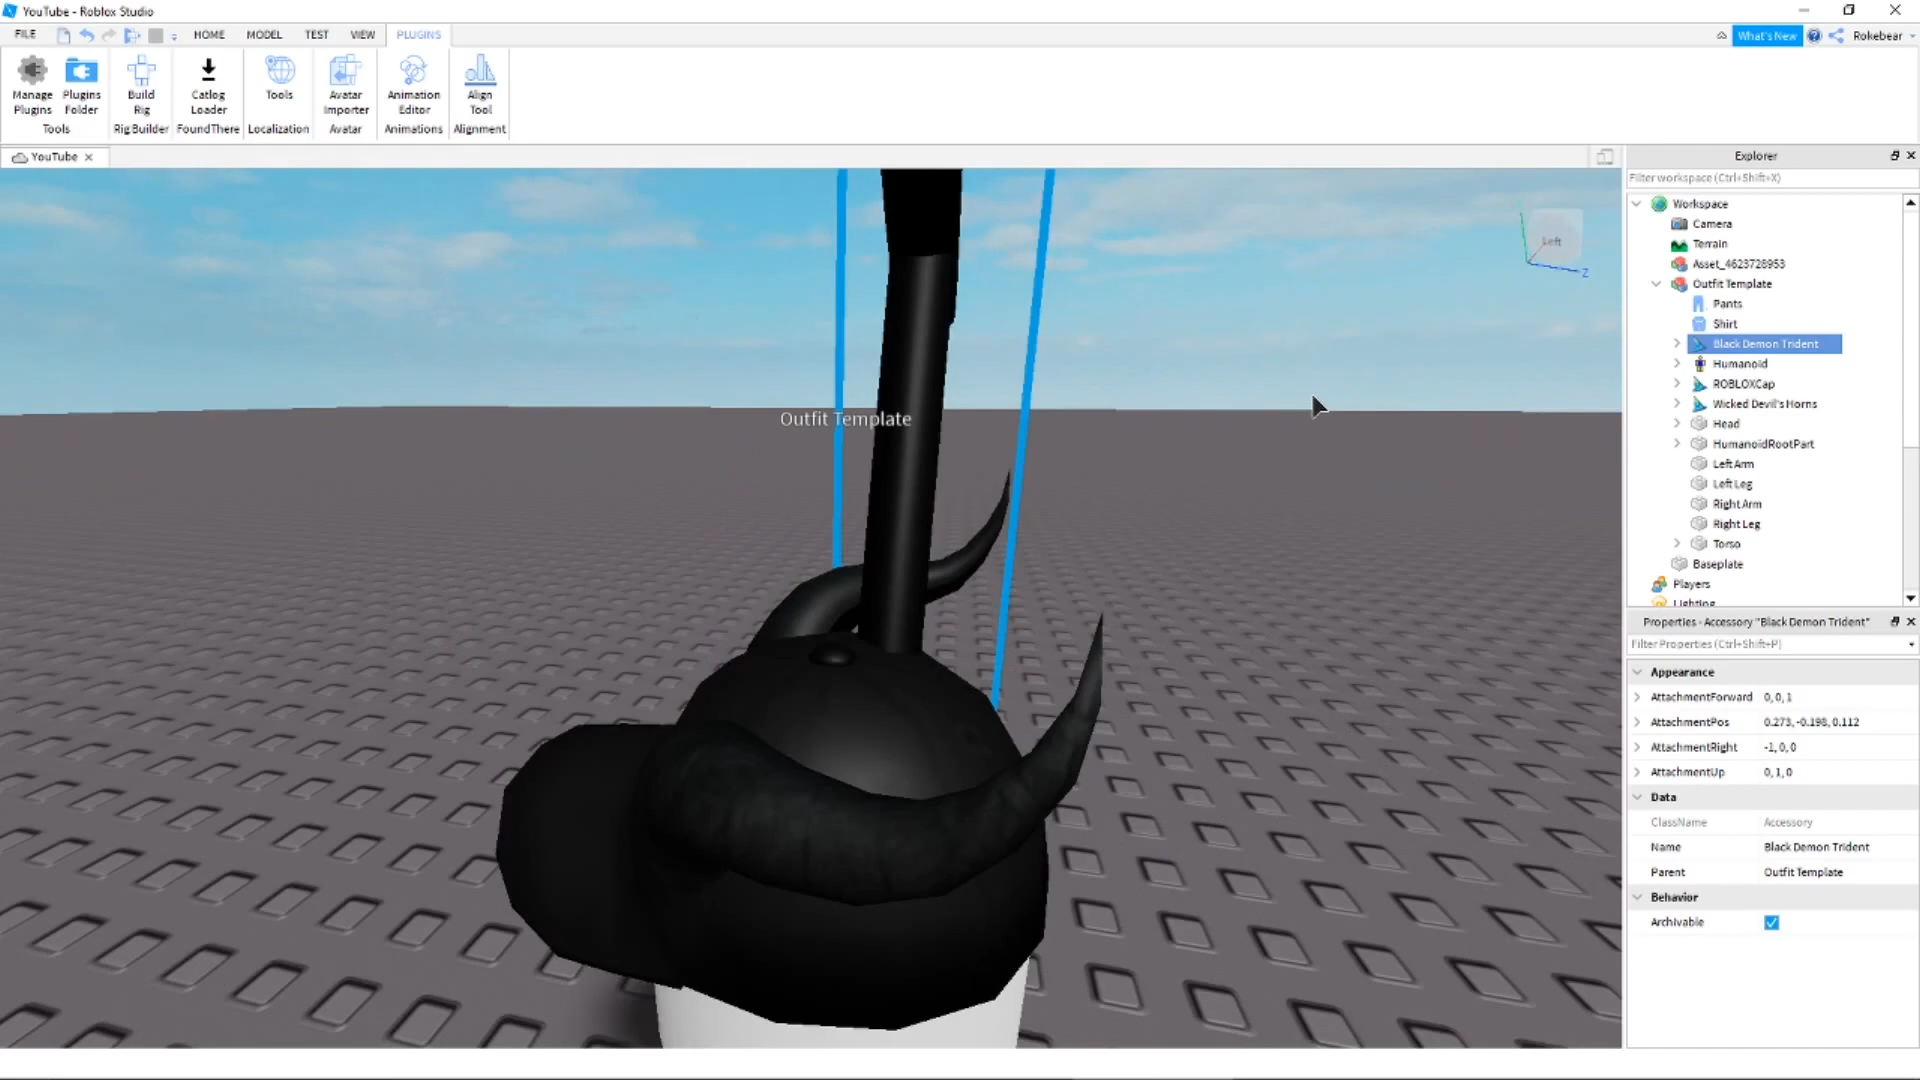 YouTube - Roblox Studio
FILE HOME MODEL TEST VIEW PLUGINS
What's New Rokebear
Manage Plugins
Plugins Folder
Build Rig
Catlog Loader
Tools
Avatar Importer
Animation Editor
Align Tool
Tools Rig Builder FoundThere Localization Avatar Animations Alignment
YouTube
Left
Z
Outfit Template
Explorer
Filter workspace (Ctrl+Shift+X)
Workspace
Camera
Terrain
Asset_4623728953
Outfit Template
Pants
Shirt
Black Demon Trident
Humanoid
ROBLOXCap
Wicked Devil's Horns
Head
HumanoidRootPart
Left Arm
Left Leg
Right Arm
Right Leg
Torso
Baseplate
Players
Lighting
Properties - Accessory "Black Demon Trident"
Filter Properties (Ctrl+Shift+P)
Appearance
AttachmentForward 0, 0, 1
AttachmentPos 0.273, -0.198, 0.112
AttachmentRight -1, 0, 0
AttachmentUp 0, 1, 0
Data
ClassName Accessory
Name Black Demon Trident
Parent Outfit Template
Behavior
Archivable